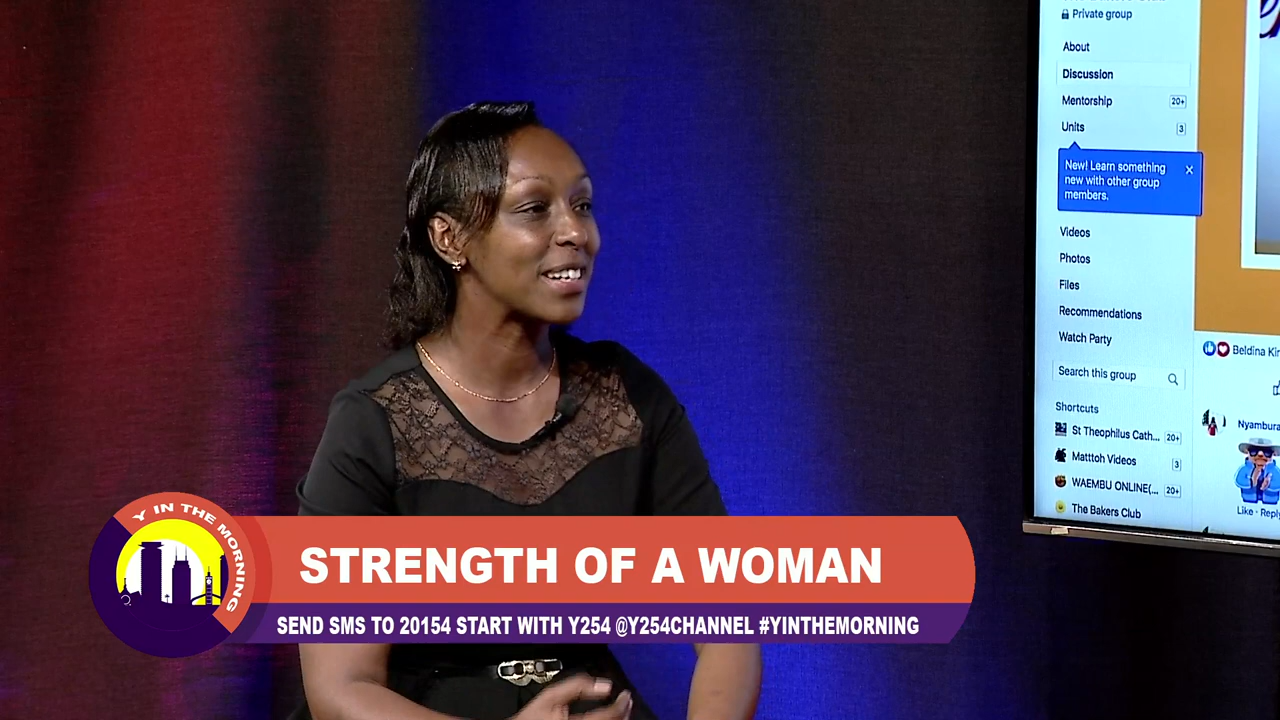 Private group
About
Discussion
Mentorship
20+
Units
3
New! Learn something
new with other group
members.
Videos
Photos
Files
Recommendations
Watch Party
Search this group
Beldina
Shortcuts
St Theophilus Cath...
20+
Matttoh Videos
3
WAEMBU ONLINE(...
20+
The Bakers Club
Nyambura
Like · Reply
Y IN THE MORNING
STRENGTH OF A WOMAN
SEND SMS TO 20154 START WITH Y254 @Y254CHANNEL #YINTHEMORNING